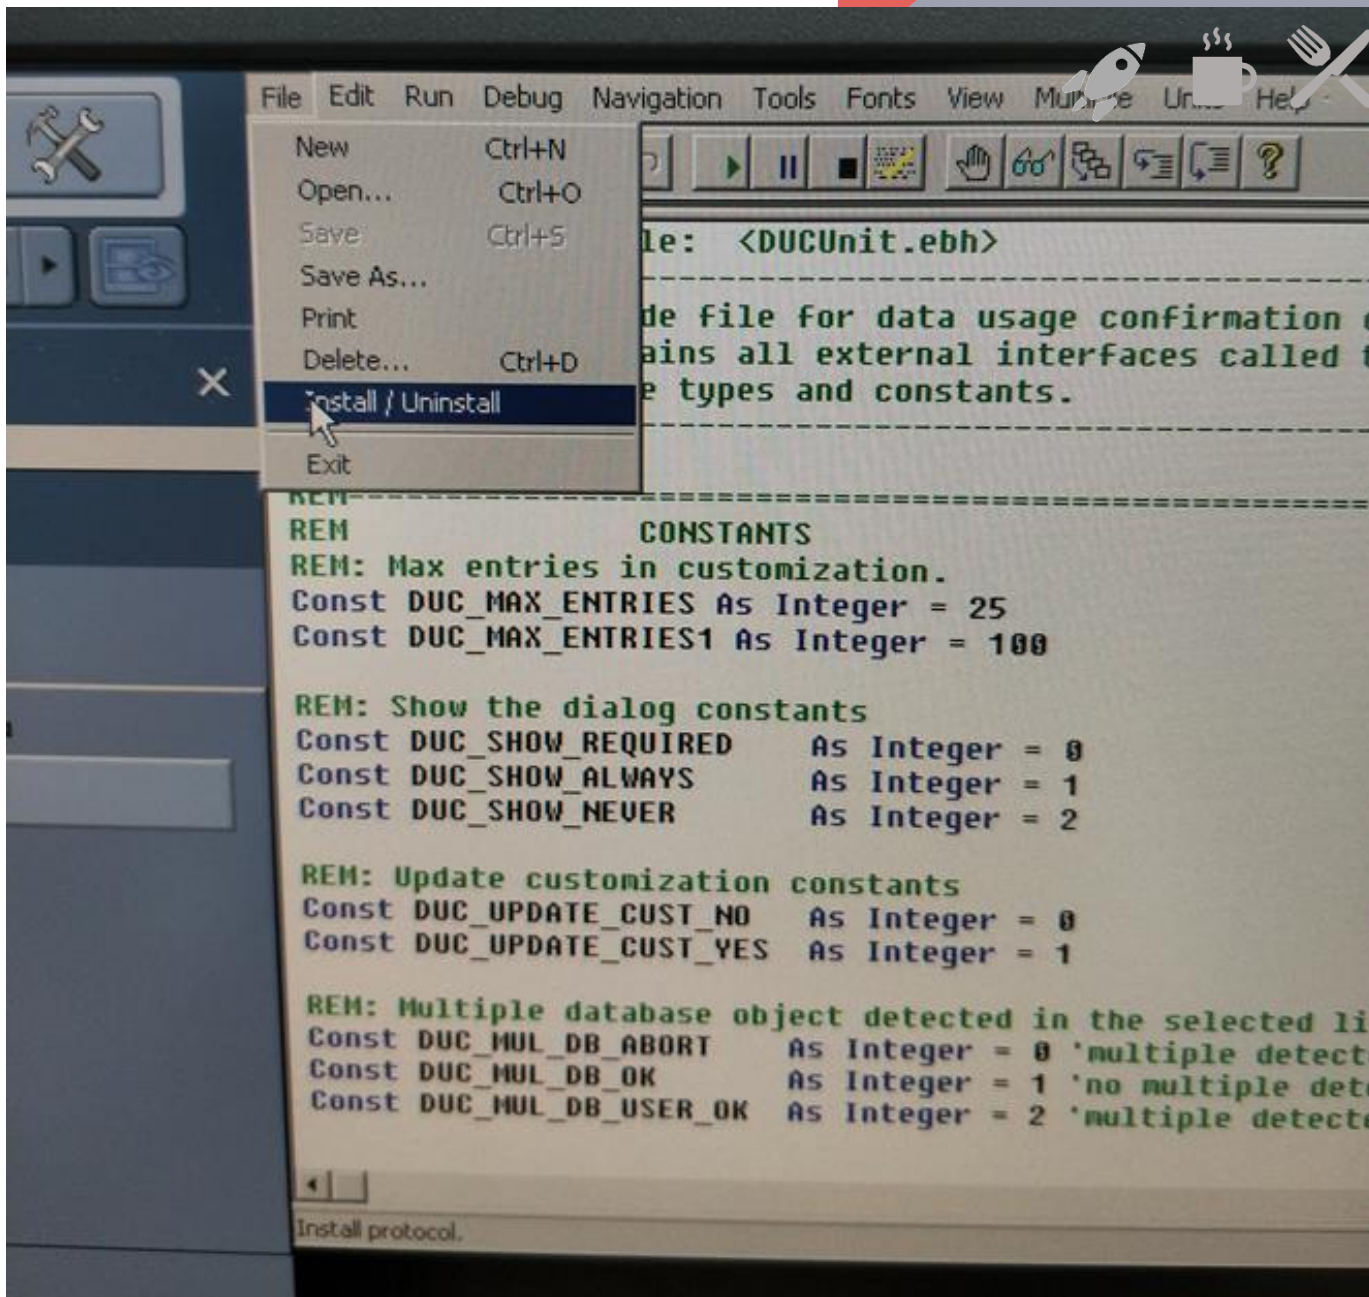 File Edit Run Debug Navigation Tools Fonts View Help
New Ctrl+N
Open... Ctrl+O
Save Ctrl+S
Save As...
Print
Delete... Ctrl+D
Install / Uninstall
Exit
le: <DUCUnit.ebh>
de file for data usage confirmation
ains all external interfaces called
e types and constants.
REM
REM CONSTANTS
REM: Max entries in customization.
Const DUC_MAX_ENTRIES As Integer = 25
Const DUC_MAX_ENTRIES1 As Integer = 100
REM: Show the dialog constants
Const DUC_SHOW_REQUIRED As Integer = 0
Const DUC_SHOW_ALWAYS As Integer = 1
Const DUC_SHOW_NEVER As Integer = 2
REM: Update customization constants
Const DUC_UPDATE_CUST_NO As Integer = 0
Const DUC_UPDATE_CUST_YES As Integer = 1
REM: Multiple database object detected in the selected li
Const DUC_MUL_DB_ABORT As Integer = 0 'multiple detect
Const DUC_MUL_DB_OK As Integer = 1 'no multiple det
Const DUC_MUL_DB_USER_OK As Integer = 2 'multiple detect
Install protocol.